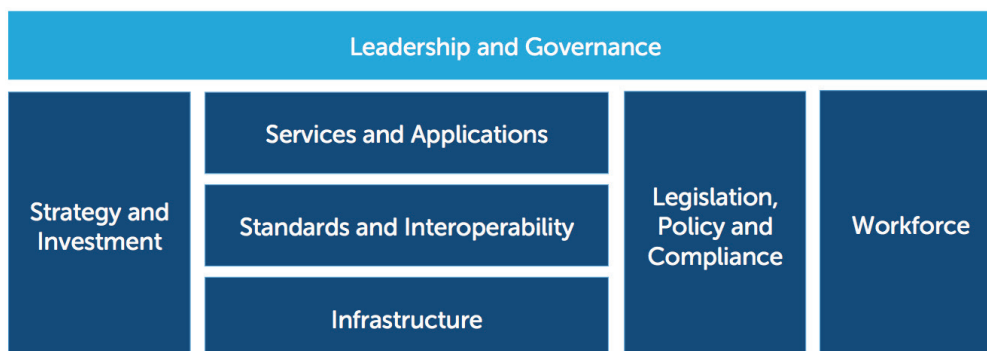 Leadership and Governance
Strategy and
Investment
Services and Applications
Standards and Interoperability
Infrastructure
Legislation,
Policy and
Compliance
Workforce